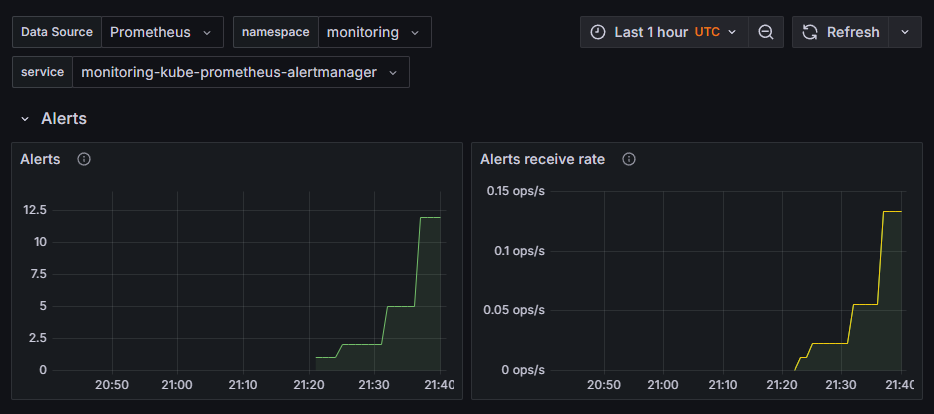 Data Source Prometheus namespace monitoring Last 1 hour UTC Refresh
service monitoring-kube-prometheus-alertmanager
Alerts
Alerts
12.5
10
7.5
5
2.5
0
20:50 21:00 21:10 21:20 21:30 21:40
Alerts receive rate
0.15 ops/s
0.1 ops/s
0.05 ops/s
0 ops/s
20:50 21:00 21:10 21:20 21:30 21:40